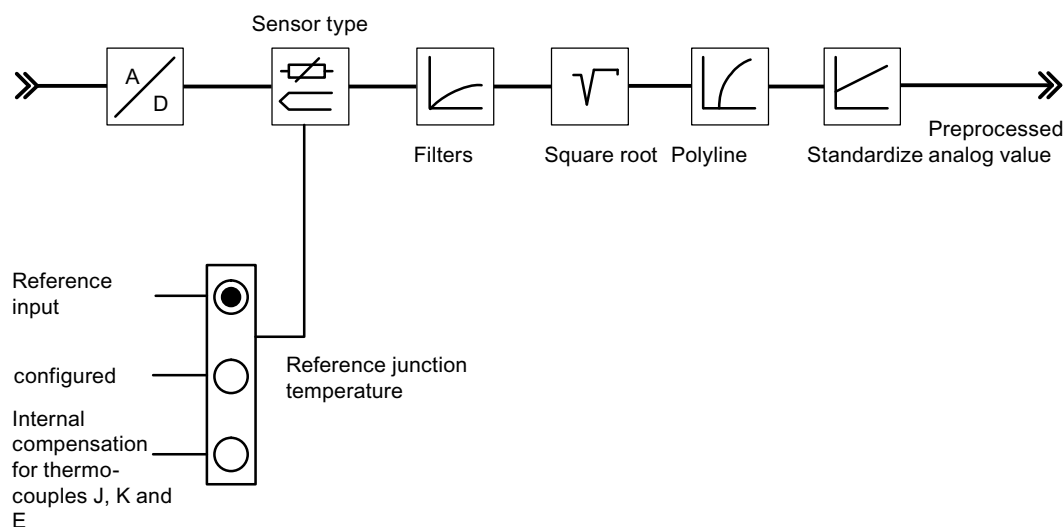 Sensor type
A
D
Filters
Square root
Polyline
Standardize
Preprocessed
analog value
Reference
input
configured
Internal
compensation
for thermo-
couples J, K and
E
Reference junction
temperature